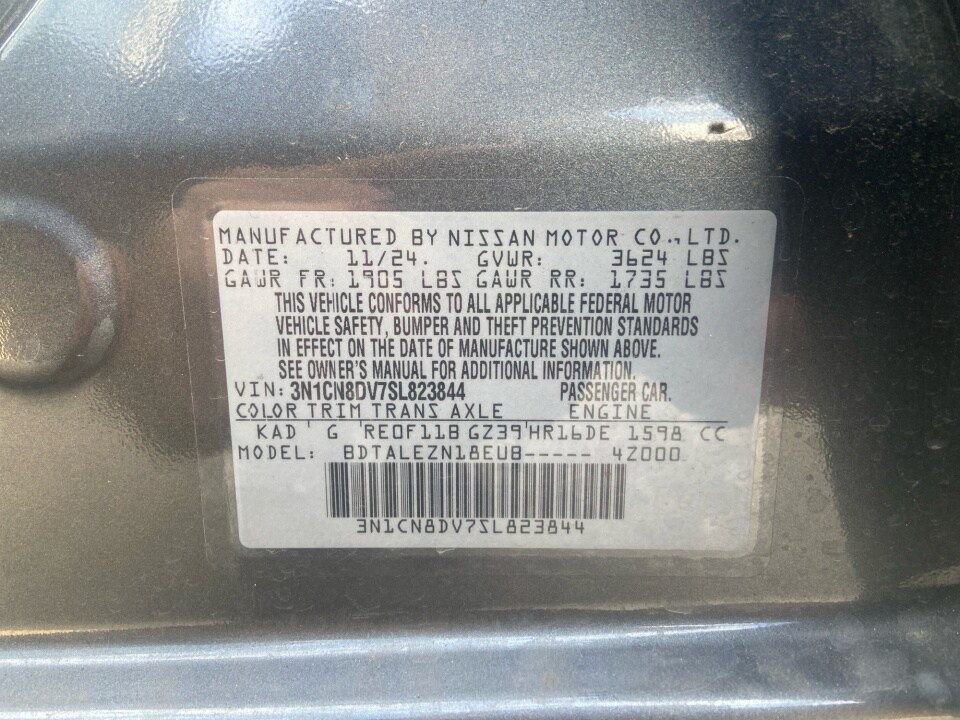 MANUFACTURED BY NISSAN MOTOR CO., LTD.
DATE: 11/24. GVWR: 3624 LBS
GAWR FR: 1905 LBS GAWR RR: 1735 LBS
THIS VEHICLE CONFORMS TO ALL APPLICABLE FEDERAL MOTOR
VEHICLE SAFETY, BUMPER AND THEFT PREVENTION STANDARDS
IN EFFECT ON THE DATE OF MANUFACTURE SHOWN ABOVE.
SEE OWNER'S MANUAL FOR ADDITIONAL INFORMATION.
VIN: 3N1CN8DV7SL823844 PASSENGER CAR.
COLOR TRIM TRANS AXLE ENGINE
KAD G RE0F11B GZ39 HR16DE 1598 CC
MODEL: BDTALEZN18EUB----- 4Z000
3N1CN8DV7SL823844